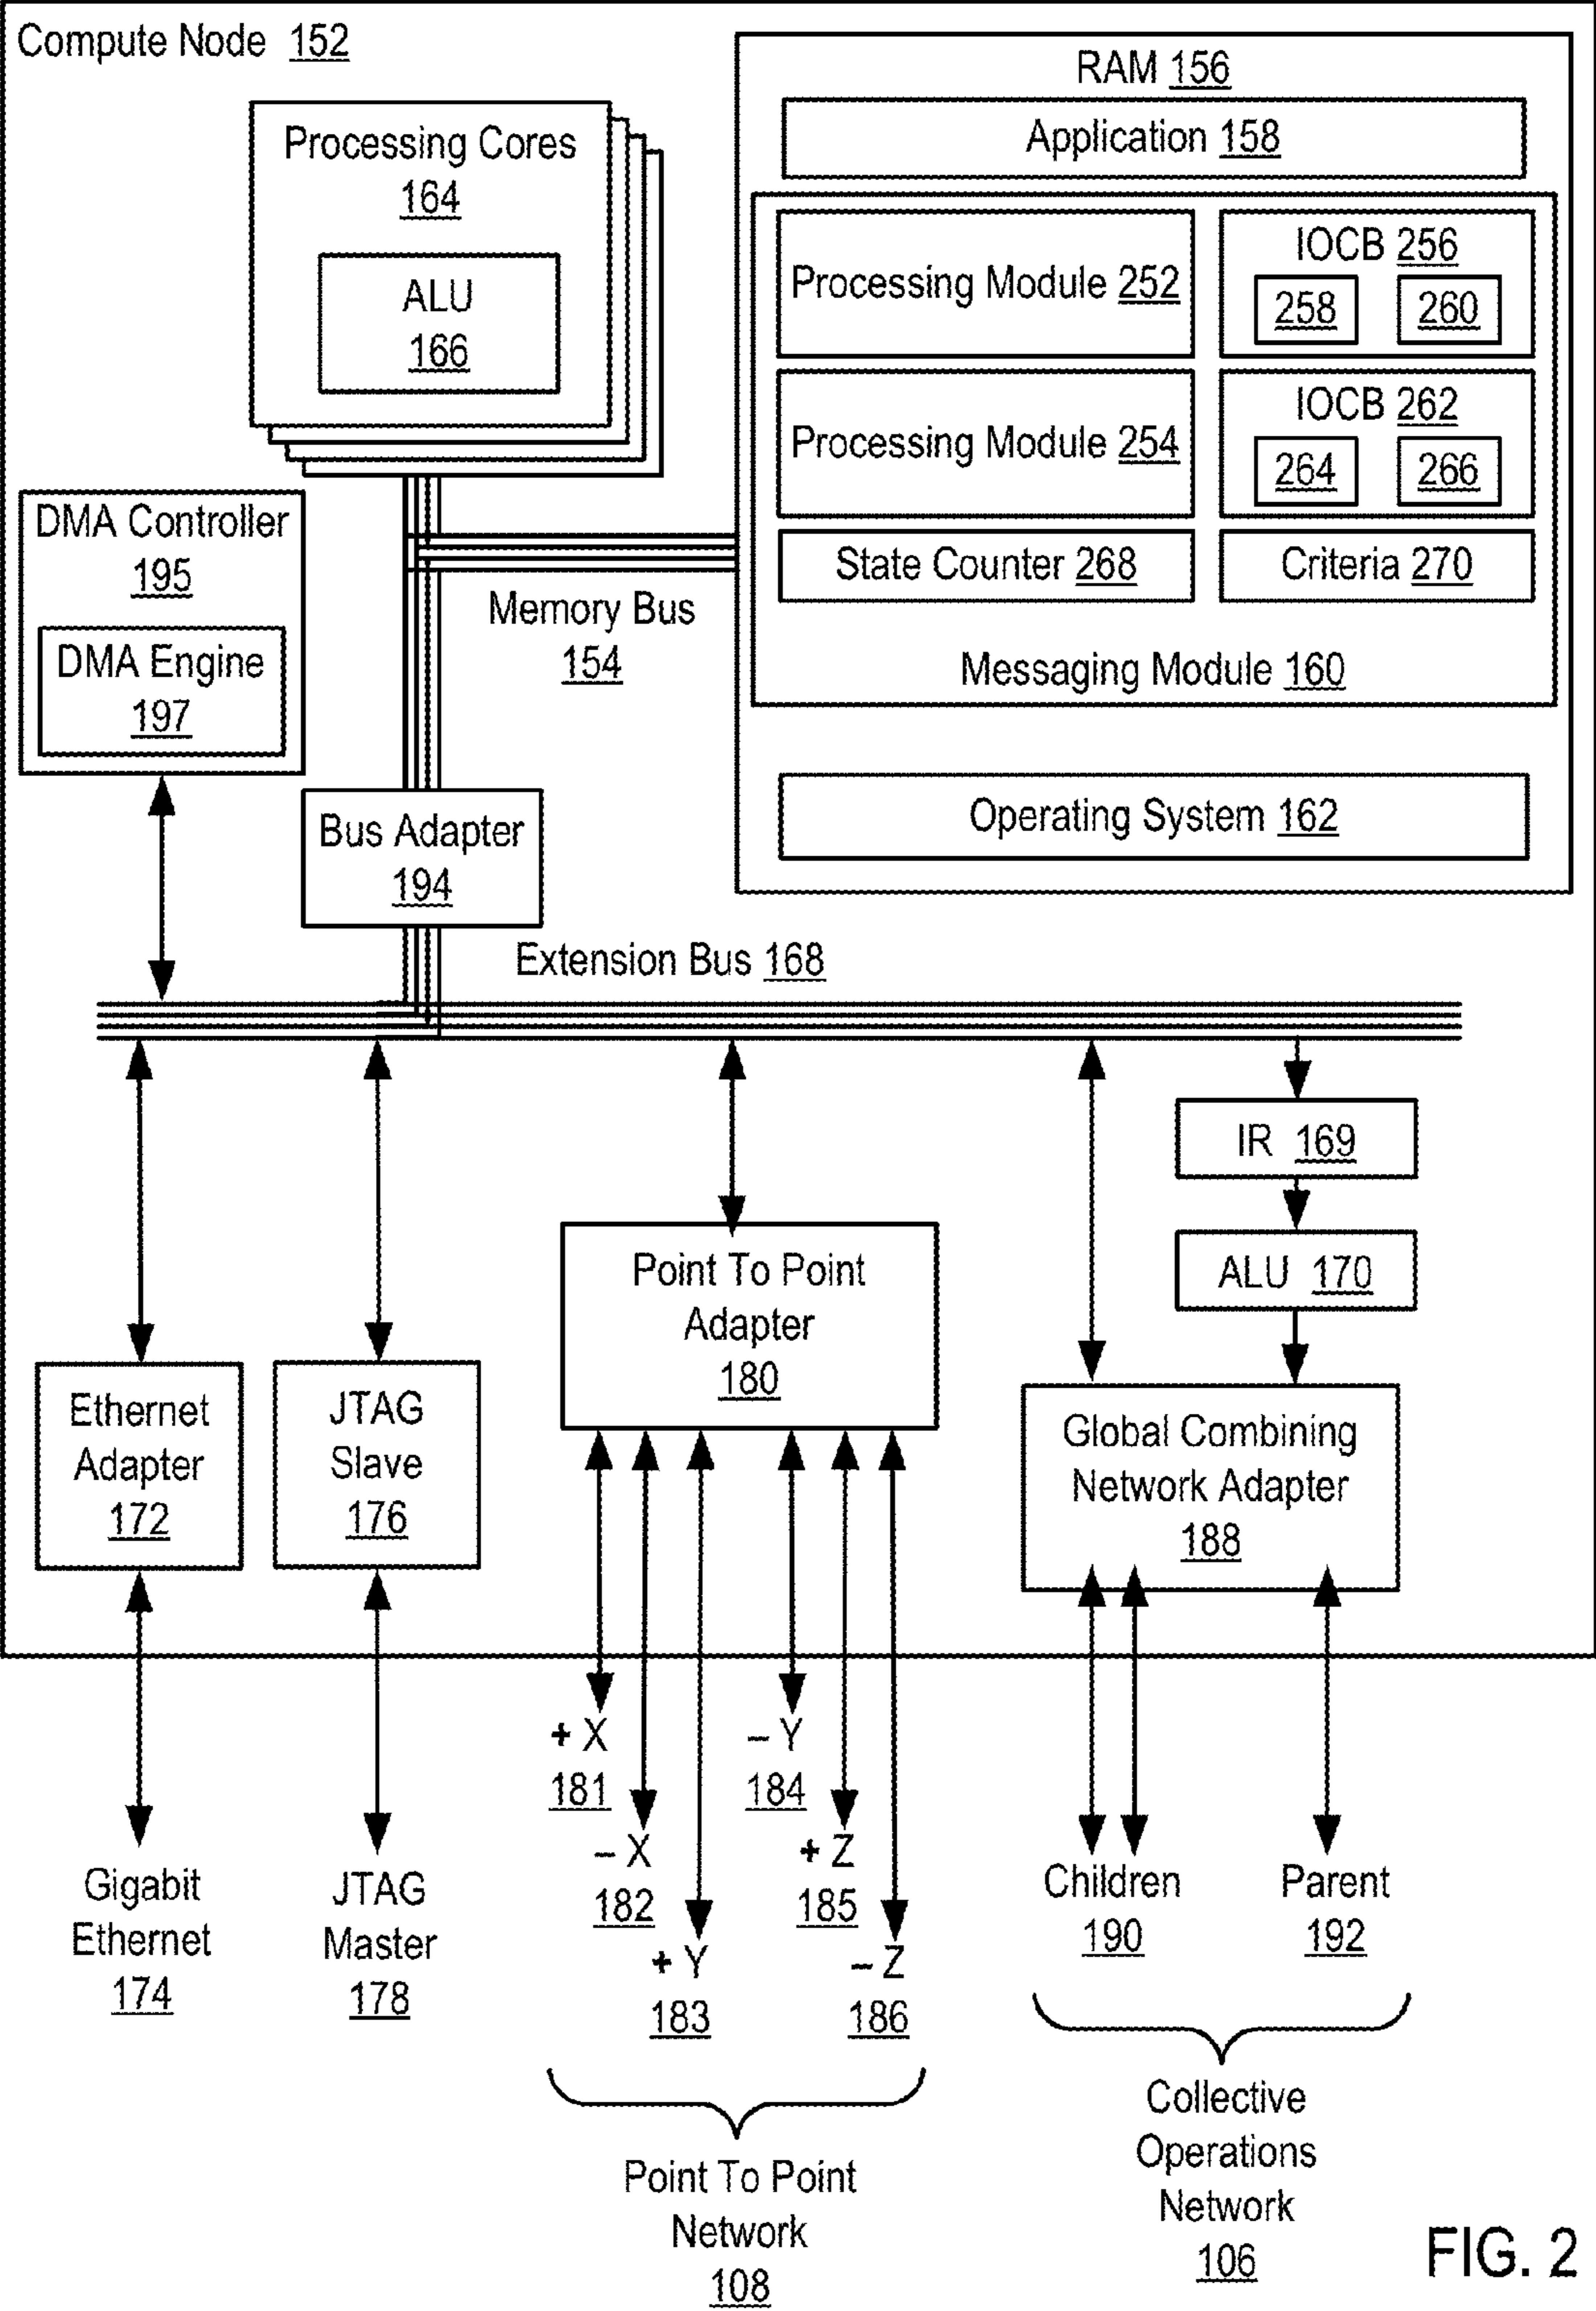 Compute Node 152
RAM 156
Application 158
Processing Cores
164
ALU
166
Processing Module 252
IOCB 256
258 260
Processing Module 254
IOCB 262
264 266
State Counter 268
Criteria 270
Messaging Module 160
Operating System 162
DMA Controller
195
DMA Engine
197
Memory Bus
154
Bus Adapter
194
Extension Bus 168
IR 169
ALU 170
Point To Point
Adapter
180
Ethernet
Adapter
172
JTAG
Slave
176
Global Combining
Network Adapter
188
+ X
181
– X
182
+ Y
183
– Y
184
+ Z
185
– Z
186
Gigabit
Ethernet
174
JTAG
Master
178
Children
190
Parent
192
Point To Point
Network
108
Collective
Operations
Network
106
FIG. 2